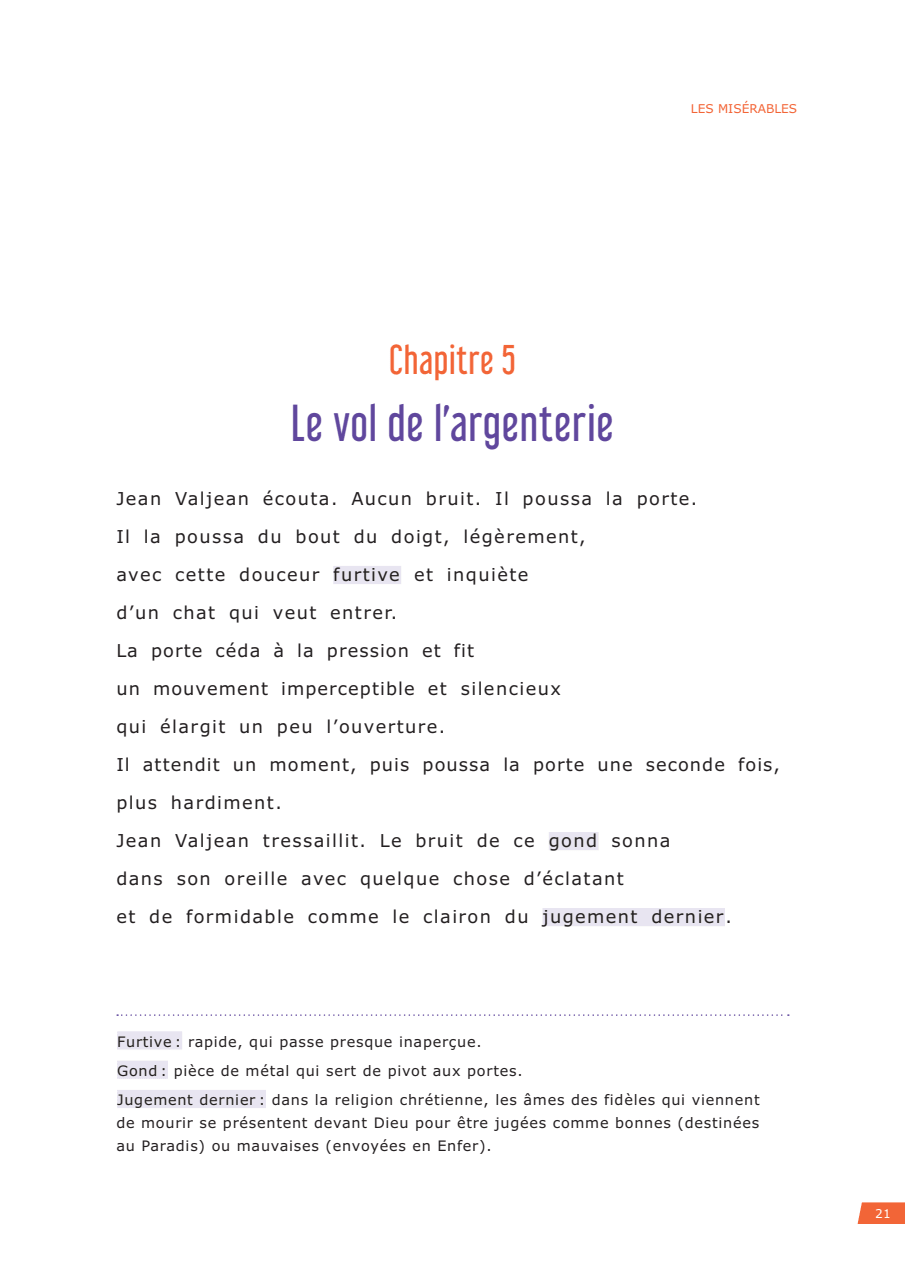 LES MISÉRABLES
Chapitre 5
Le vol de l’argenterie
Jean Valjean écouta. Aucun bruit. Il poussa la porte.
Il la poussa du bout du doigt, légèrement,
avec cette douceur furtive et inquiète
d’un chat qui veut entrer.
La porte céda à la pression et fit
un mouvement imperceptible et silencieux
qui élargit un peu l’ouverture.
Il attendit un moment, puis poussa la porte une seconde fois,
plus hardiment.
Jean Valjean tressaillit. Le bruit de ce gond sonna
dans son oreille avec quelque chose d’éclatant
et de formidable comme le clairon du jugement dernier.
Furtive : rapide, qui passe presque inaperçue.
Gond : pièce de métal qui sert de pivot aux portes.
Jugement dernier : dans la religion chrétienne, les âmes des fidèles qui viennent
de mourir se présentent devant Dieu pour être jugées comme bonnes (destinées
au Paradis) ou mauvaises (envoyées en Enfer).
21